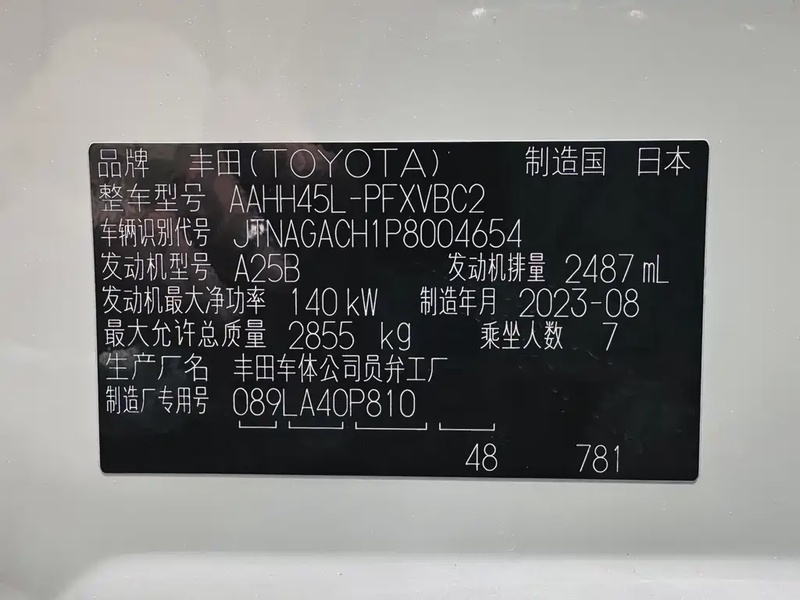 品牌 丰田(TOYOTA) 制造国 日本
整车型号 AAHH45L-PFXVBC2
车辆识别代号 JTNAGACH1P8004654
发动机型号 A25B 发动机排量 2487 mL
发动机最大净功率 140 kW 制造年月 2023-08
最大允许总质量 2855 kg 乘坐人数 7
生产厂名 丰田车体公司员弁工厂
制造厂专用号 089LA40P810
48 781